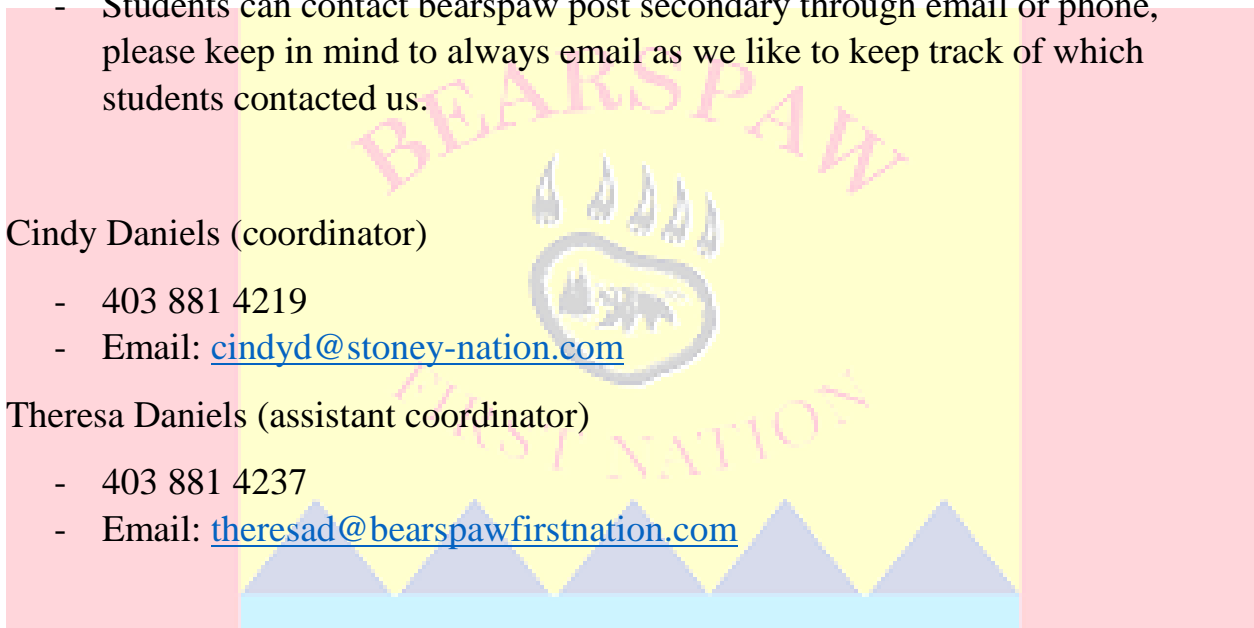 - Students can contact bearspaw post secondary through email or phone,
please keep in mind to always email as we like to keep track of which
students contacted us.
BEARSPAW
Cindy Daniels (coordinator)
- 403 881 4219
- Email: cindyd@stoney-nation.com
FIRST NATION
Theresa Daniels (assistant coordinator)
- 403 881 4237
- Email: theresad@bearspawfirstnation.com